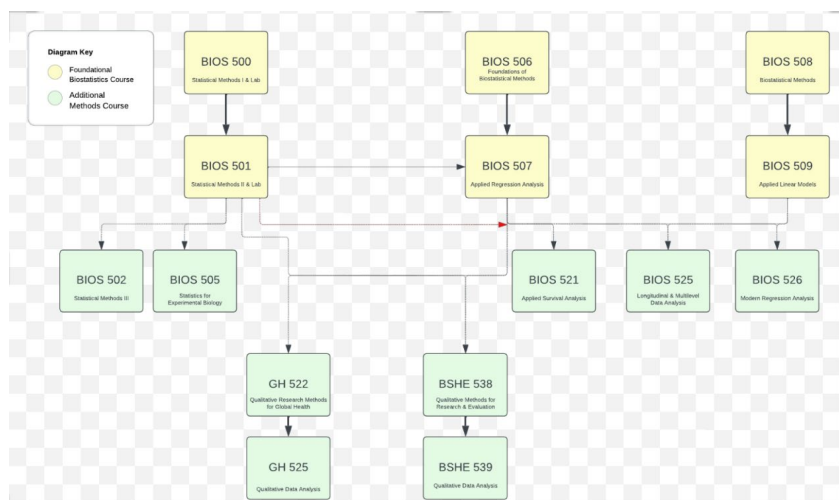 Diagram Key
Foundational
Biostatistics Course
Additional
Methods Course
BIOS 500
Statistical Methods I & Lab
BIOS 506
Foundations of
Biostatistical Methods
BIOS 508
Biostatistical Methods
BIOS 501
Statistical Methods II & Lab
BIOS 507
Applied Regression Analysis
BIOS 509
Applied Linear Models
BIOS 502
Statistical Methods III
BIOS 505
Statistics for
Experimental Biology
BIOS 521
Applied Survival Analysis
BIOS 525
Longitudinal & Multilevel
Data Analysis
BIOS 526
Modern Regression Analysis
GH 522
Qualitative Research Methods
for Global Health
BSHE 538
Qualitative Methods for
Research & Evaluation
GH 525
Qualitative Data Analysis
BSHE 539
Qualitative Data Analysis